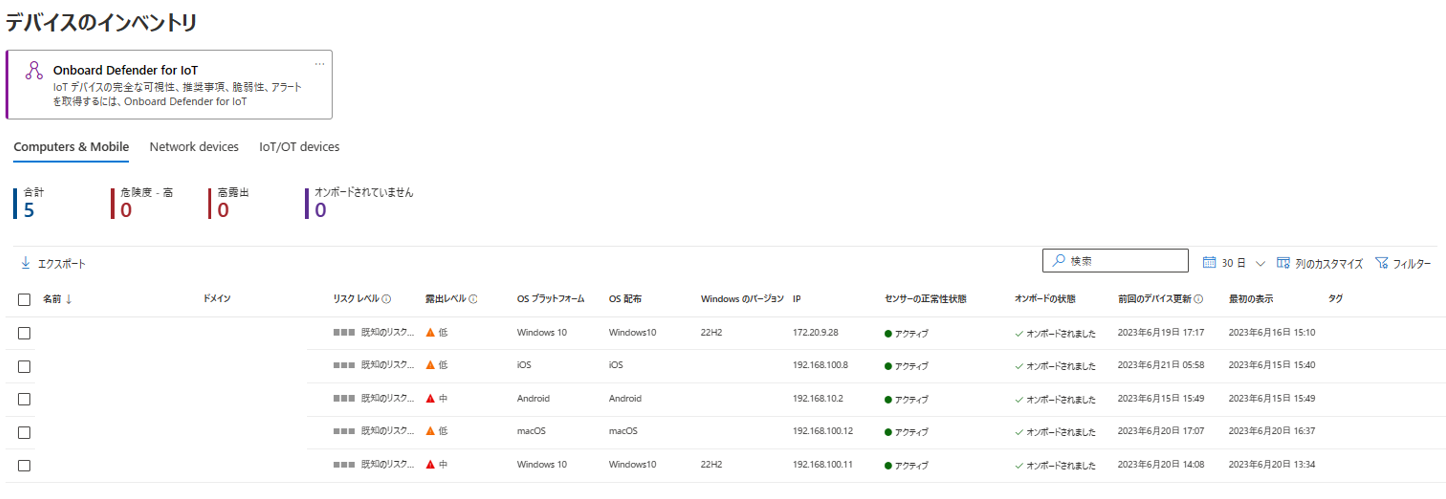 デバイスのインベントリ
Onboard Defender for IoT
...
IoT デバイスの完全な可視性、推奨事項、脆弱性、アラート
を取得するには、Onboard Defender for IoT
Computers & Mobile Network devices IoT/OT devices
合計 危険度 - 高 高露出 オンボードされていません
5 0 0 0
エクスポート 検索 30 日 列のカスタマイズ フィルター
名前 ↓ ドメイン リスク レベル 露出レベル OS プラットフォーム OS 配布 Windows のバージョン IP センサーの正常性状態 オンボードの状態 前回のデバイス更新 最初の表示 タグ
既知のリスク... 低 Windows 10 Windows10 22H2 172.20.9.28 アクティブ オンボードされました 2023年6月19日 17:17 2023年6月16日 15:10
既知のリスク... 低 iOS iOS 192.168.100.8 アクティブ オンボードされました 2023年6月21日 05:58 2023年6月15日 15:40
既知のリスク... 中 Android Android 192.168.10.2 アクティブ オンボードされました 2023年6月15日 15:49 2023年6月15日 15:49
既知のリスク... 低 macOS macOS 192.168.100.12 アクティブ オンボードされました 2023年6月20日 17:07 2023年6月20日 16:37
既知のリスク... 中 Windows 10 Windows10 22H2 192.168.100.11 アクティブ オンボードされました 2023年6月20日 14:08 2023年6月20日 13:34